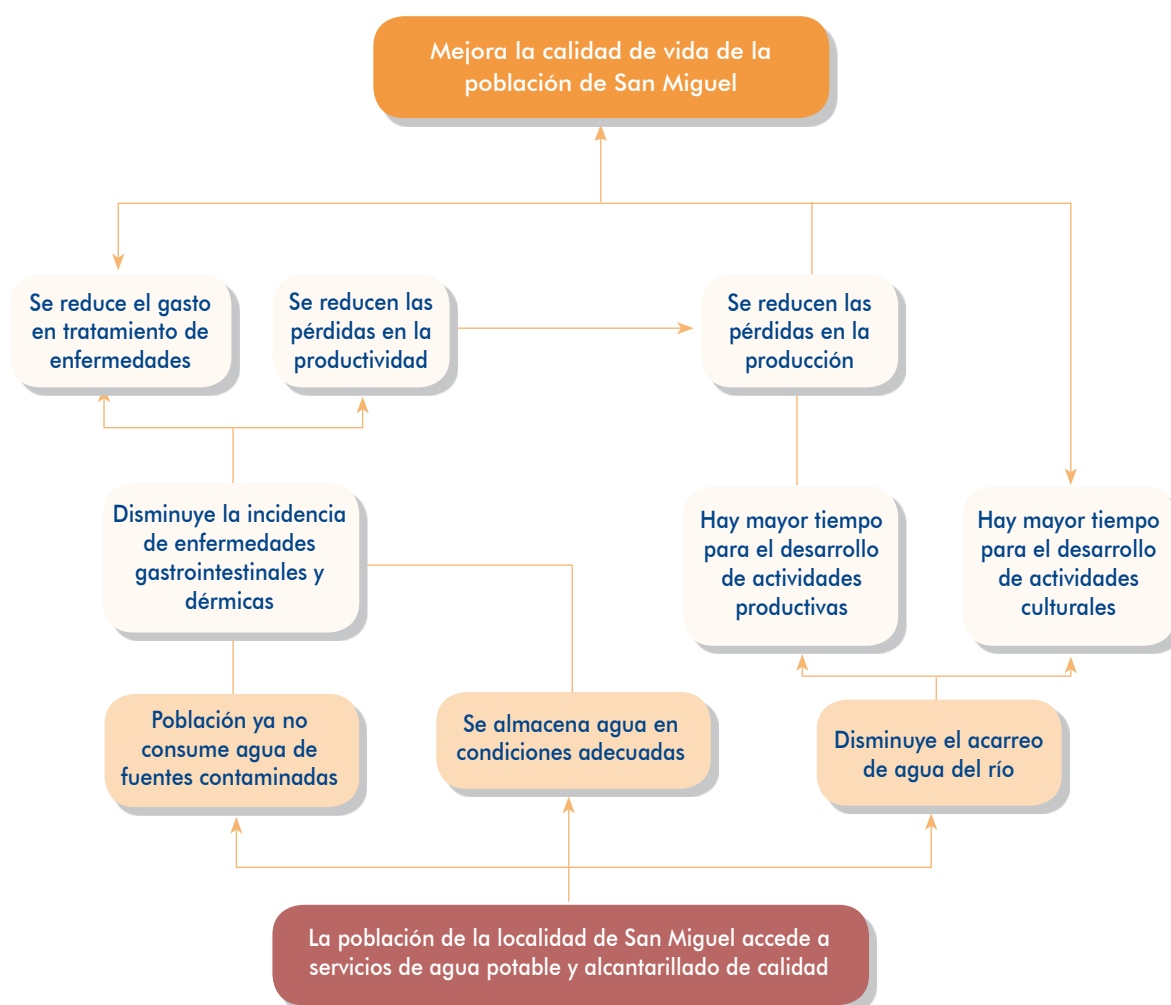 Mejora la calidad de vida de la
población de San Miguel
Se reduce el gasto
en tratamiento de
enfermedades
Se reducen las
pérdidas en la
productividad
Se reducen las
pérdidas en la
producción
Disminuye la incidencia
de enfermedades
gastrointestinales y
dérmicas
Hay mayor tiempo
para el desarrollo
de actividades
productivas
Hay mayor tiempo
para el desarrollo
de actividades
culturales
Población ya no
consume agua de
fuentes contaminadas
Se almacena agua en
condiciones adecuadas
Disminuye el acarreo
de agua del río
La población de la localidad de San Miguel accede a
servicios de agua potable y alcantarillado de calidad